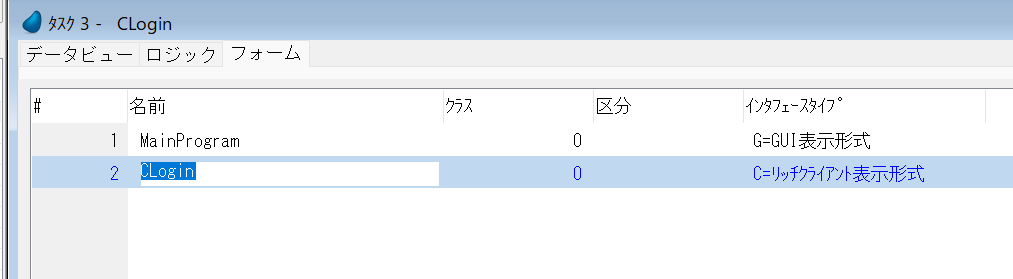 ﾀｽｸ 3 - CLogin
データビュー ロジック フォーム
# 名前 ｸﾗｽ 区分 ｲﾝﾀﾌｪｰｽﾀｲﾌﾟ
1 MainProgram 0 G=GUI表示形式
2 CLogin 0 C=ﾘｯﾁｸﾗｲｱﾝﾄ表示形式